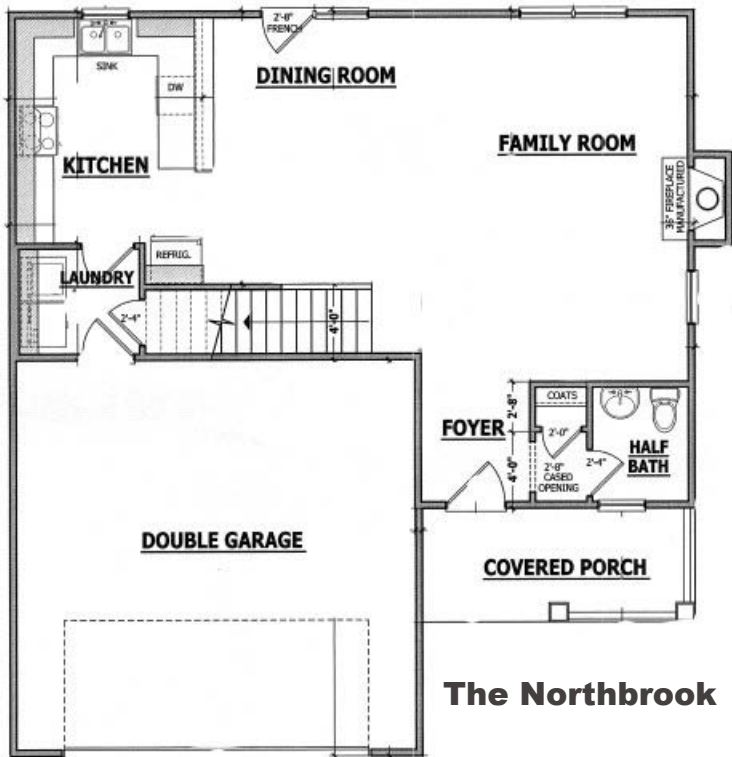 2'-8"
FRENCH
SINK
DINING ROOM
DW
FAMILY ROOM
KITCHEN
36" FIREPLACE
MANUFACTURED
REFRIG.
LAUNDRY
2'-4"
4'-0"
COATS
2'-8"
FOYER
2'-0"
HALF
BATH
2'-4"
2'-8"
CASED
OPENING
4'-0"
DOUBLE GARAGE
COVERED PORCH
The Northbrook